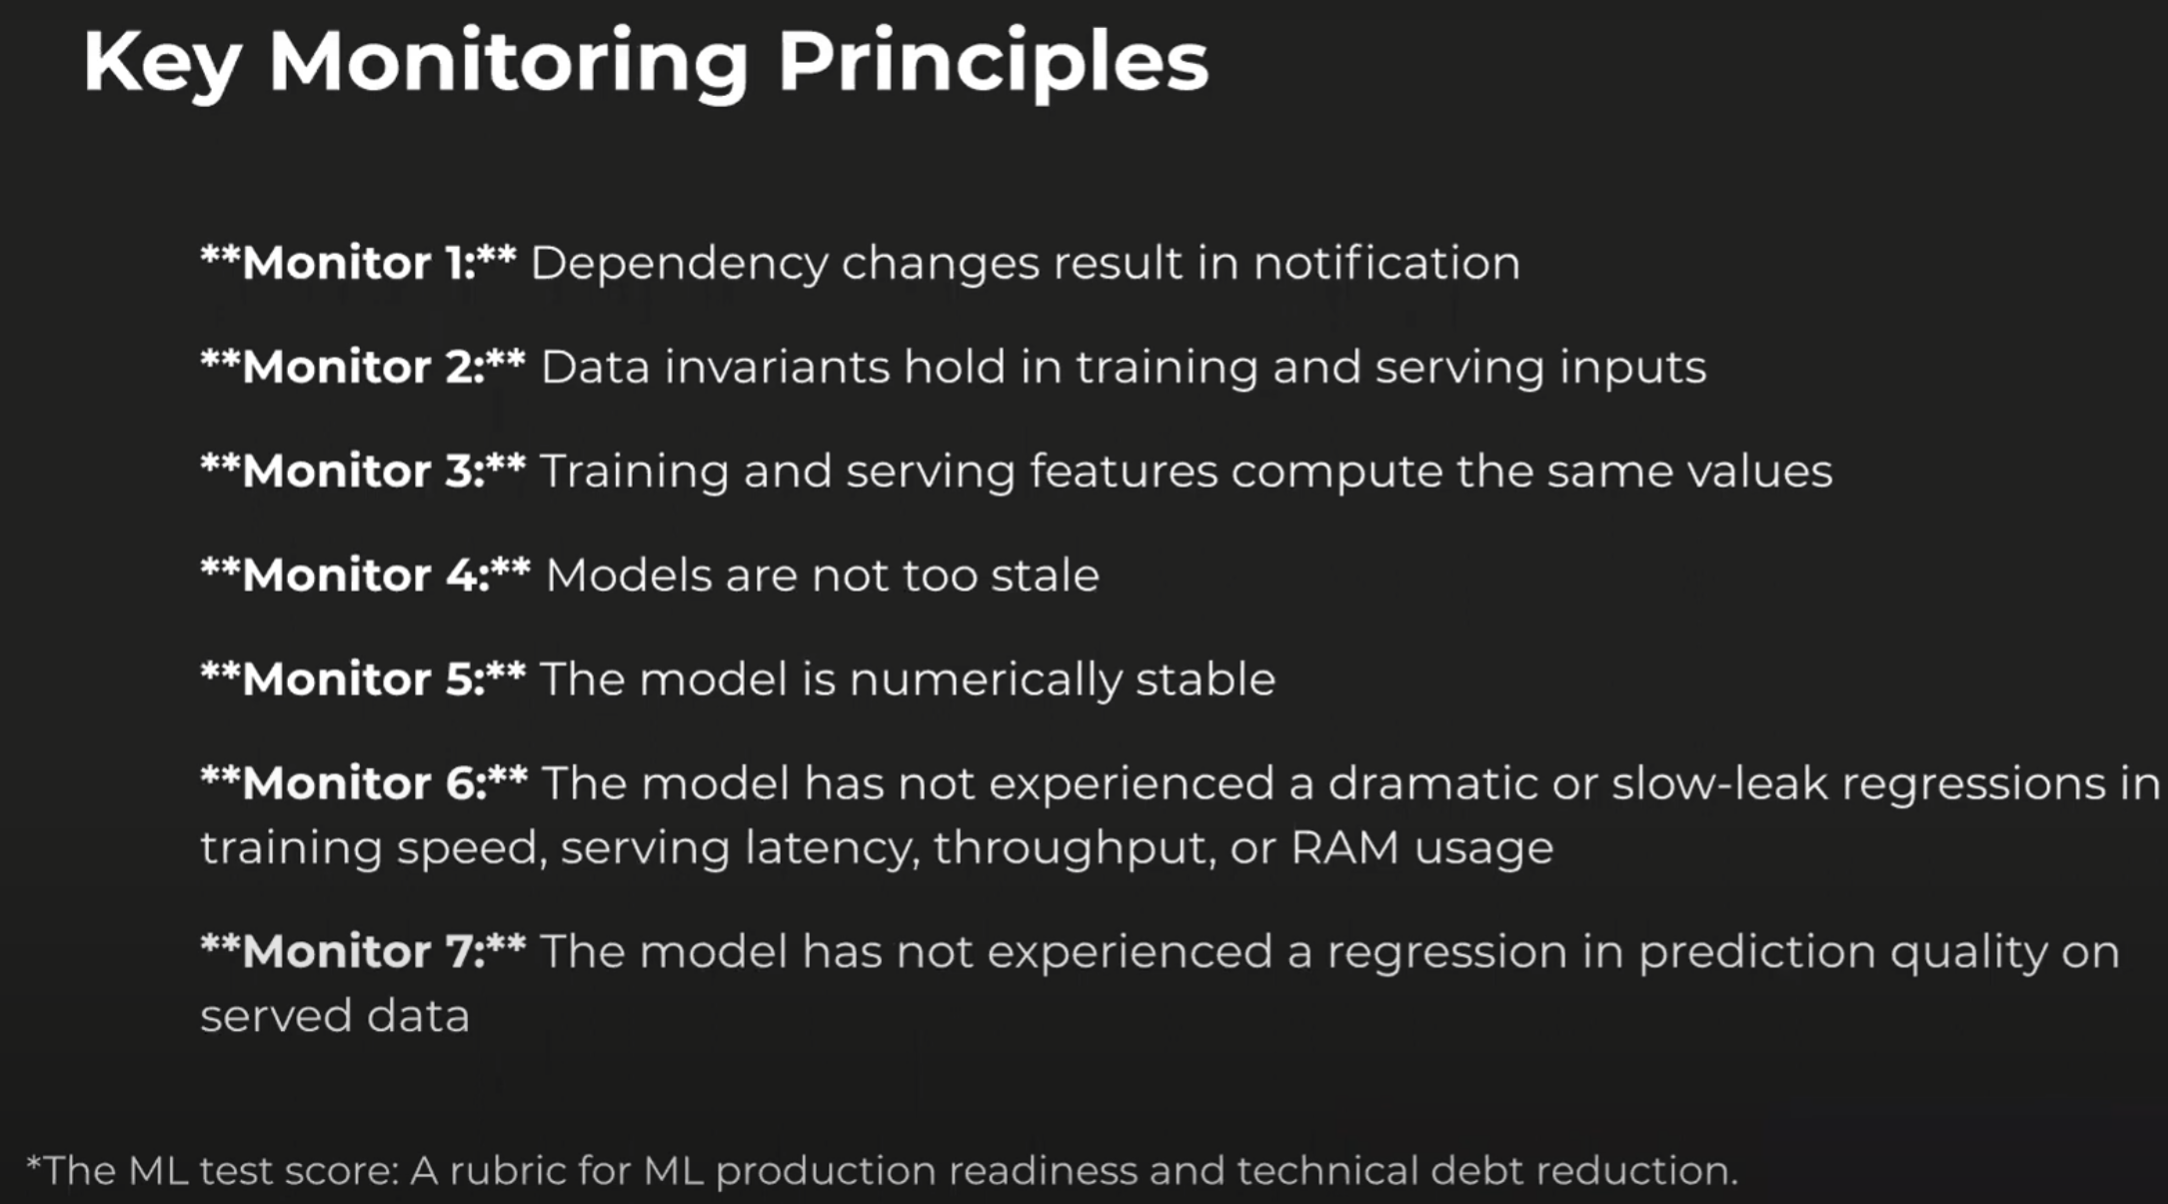 Key Monitoring Principles
**Monitor 1:** Dependency changes result in notification
**Monitor 2:** Data invariants hold in training and serving inputs
**Monitor 3:** Training and serving features compute the same values
**Monitor 4:** Models are not too stale
**Monitor 5:** The model is numerically stable
**Monitor 6:** The model has not experienced a dramatic or slow-leak regressions in
training speed, serving latency, throughput, or RAM usage
**Monitor 7:** The model has not experienced a regression in prediction quality on
served data
*The ML test score: A rubric for ML production readiness and technical debt reduction.